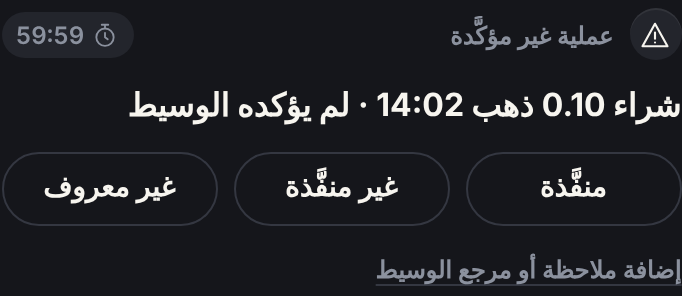 عملية غير مؤكَّدة
59:59
شراء 0.10 ذهب 14:02 · لم يؤكده الوسيط
منفَّذة
غير منفَّذة
غير معروف
إضافة ملاحظة أو مرجع الوسيط